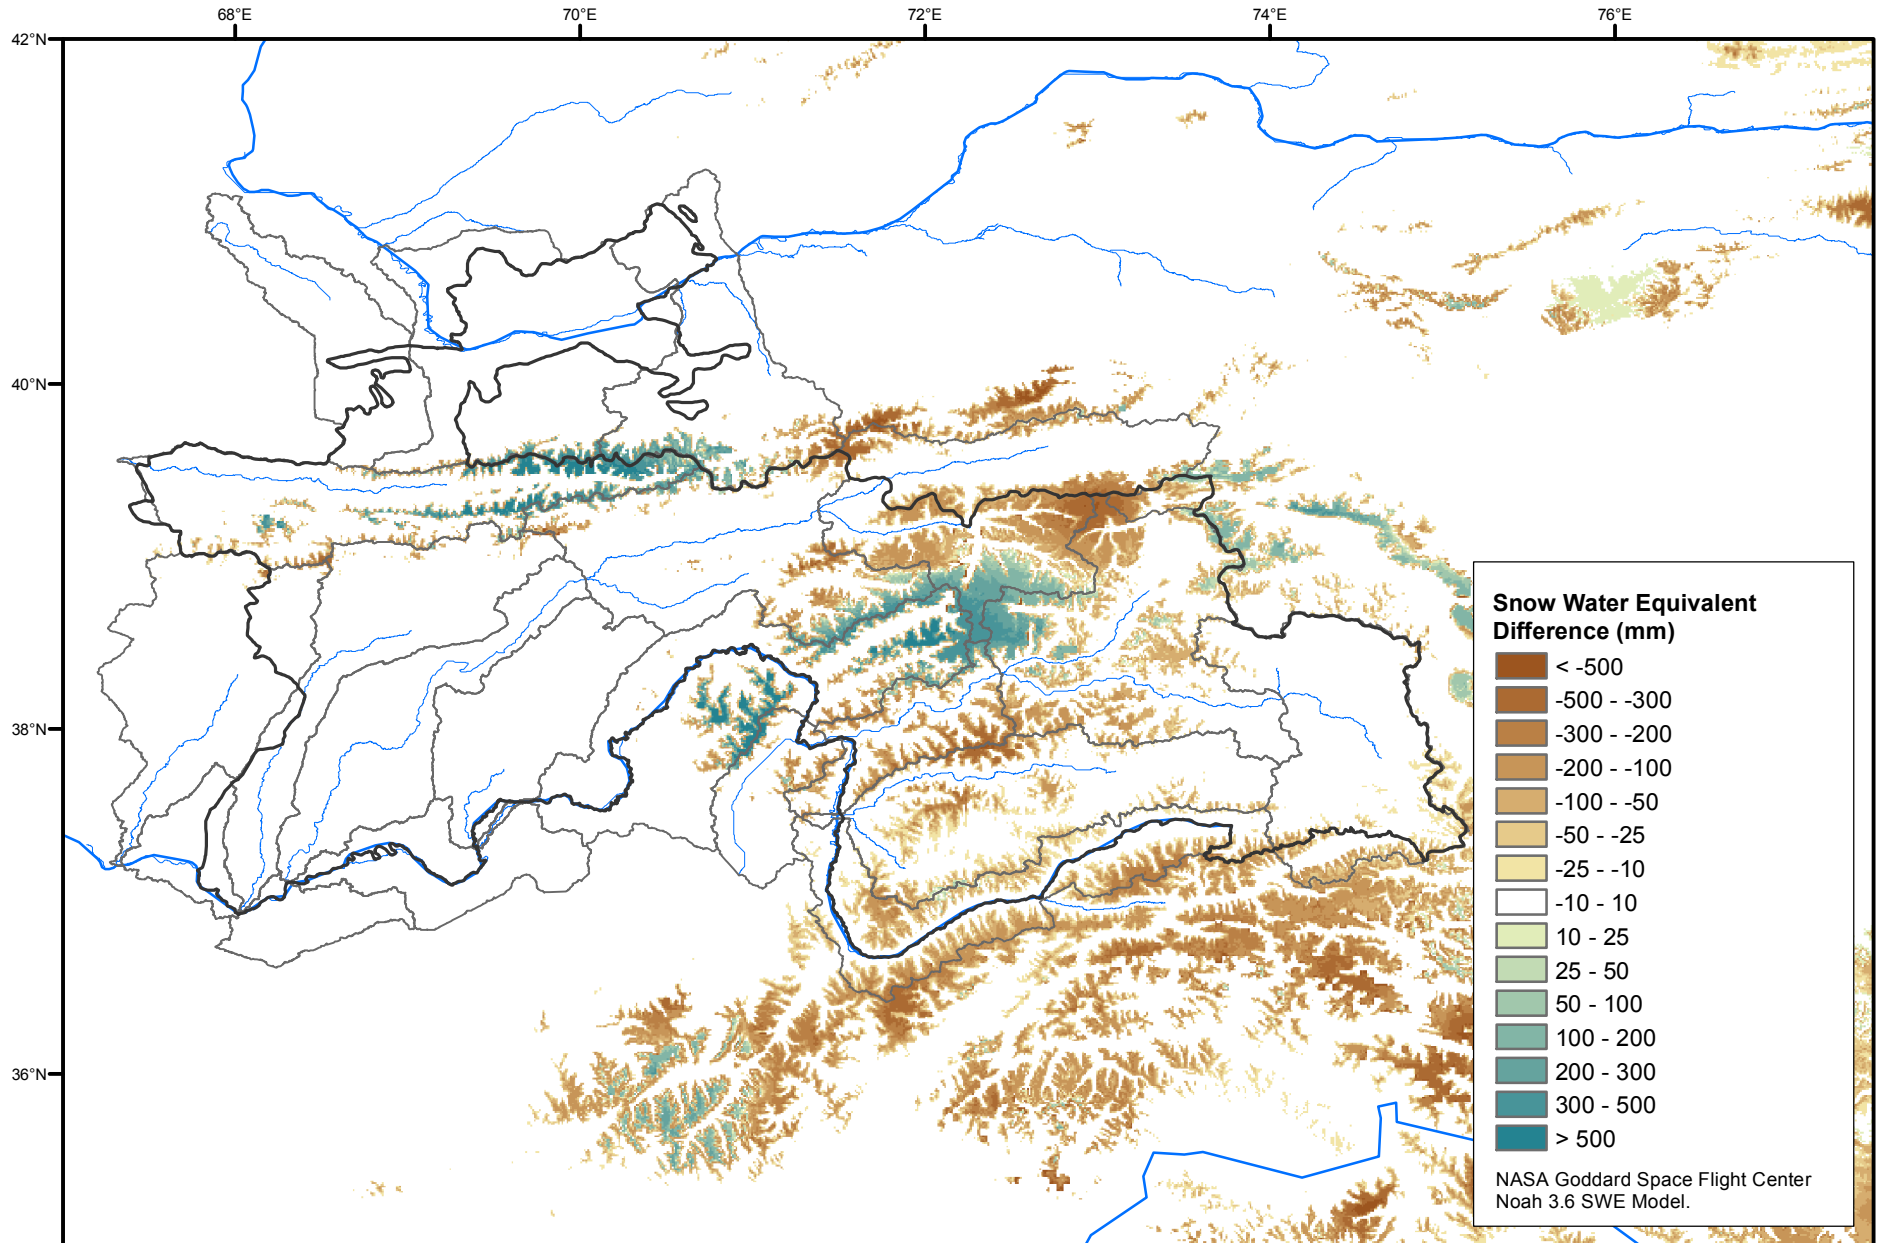 68°E 70°E 72°E 74°E 76°E
42°N
40°N
38°N
36°N
Snow Water Equivalent
Difference (mm)
< -500
-500 - -300
-300 - -200
-200 - -100
-100 - -50
-50 - -25
-25 - -10
-10 - 10
10 - 25
25 - 50
50 - 100
100 - 200
200 - 300
300 - 500
> 500
NASA Goddard Space Flight Center
Noah 3.6 SWE Model.